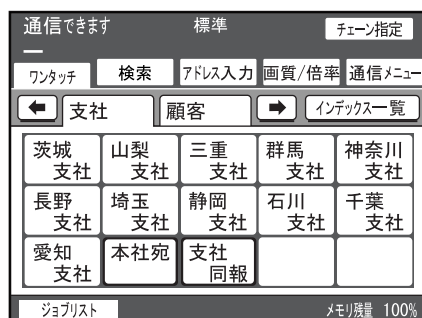 通信できます 標準 チェーン指定
ワンタッチ 検索 アドレス入力 画質/倍率 通信メニュー
支社 顧客 インデックス一覧
茨城 山梨 三重 群馬 神奈川
支社 支社 支社 支社 支社
長野 埼玉 静岡 石川 千葉
支社 支社 支社 支社 支社
愛知 本社宛 支社
支社 同報
ジョブリスト メモリ残量 100%